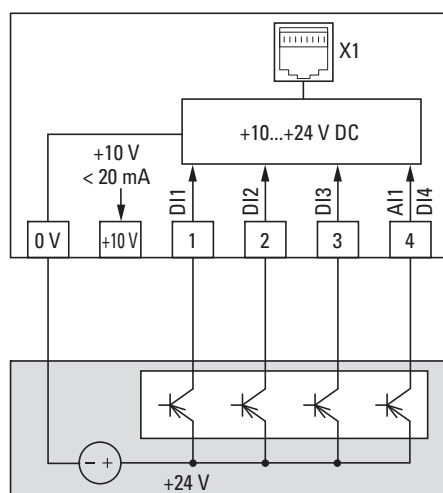 X1
+10...+24 V DC
+10 V
< 20 mA
DI1
DI2
DI3
AI1
DI4
0 V
+10 V
1
2
3
4
- +
+24 V